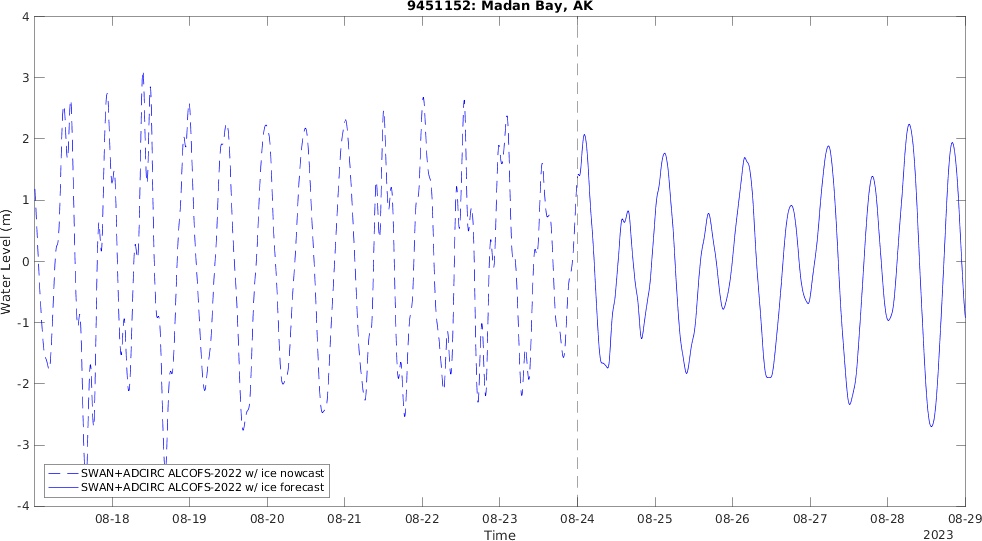 9451152: Madan Bay, AK
Water Level (m)
4
3
2
1
0
-1
-2
-3
-4
SWAN+ADCIRC ALCOFS-2022 w/ ice nowcast
SWAN+ADCIRC ALCOFS-2022 w/ ice forecast
08-18 08-19 08-20 08-21 08-22 08-23 08-24 08-25 08-26 08-27 08-28 08-29
Time
2023